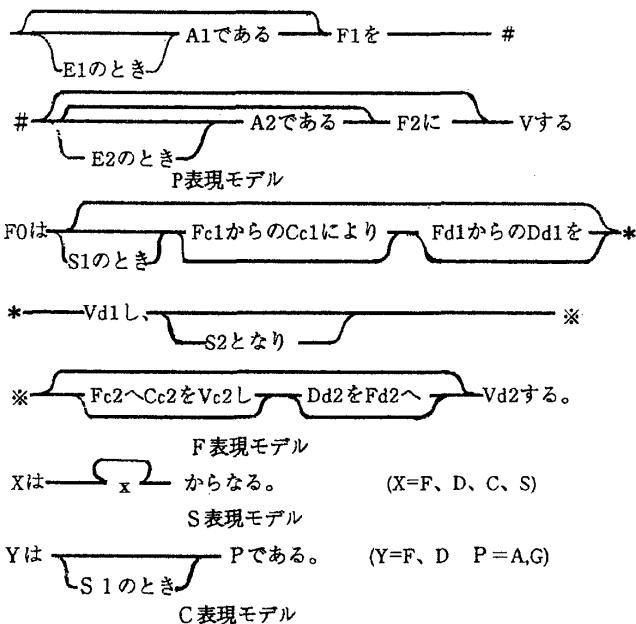 A1である F1を #
E1のとき
# A2である F2に Vする
E2のとき
P表現モデル
F0は Fc1からのCc1により Fd1からのDd1を *
S1のとき
* Vd1し、 ※
S2となり
※ Fc2へCc2をVc2し Dd2をFd2へ Vd2する。
F表現モデル
Xは x からなる。 (X=F、D、C、S)
S表現モデル
Yは Pである。 (Y=F、D P=A,G)
S1のとき
C表現モデル